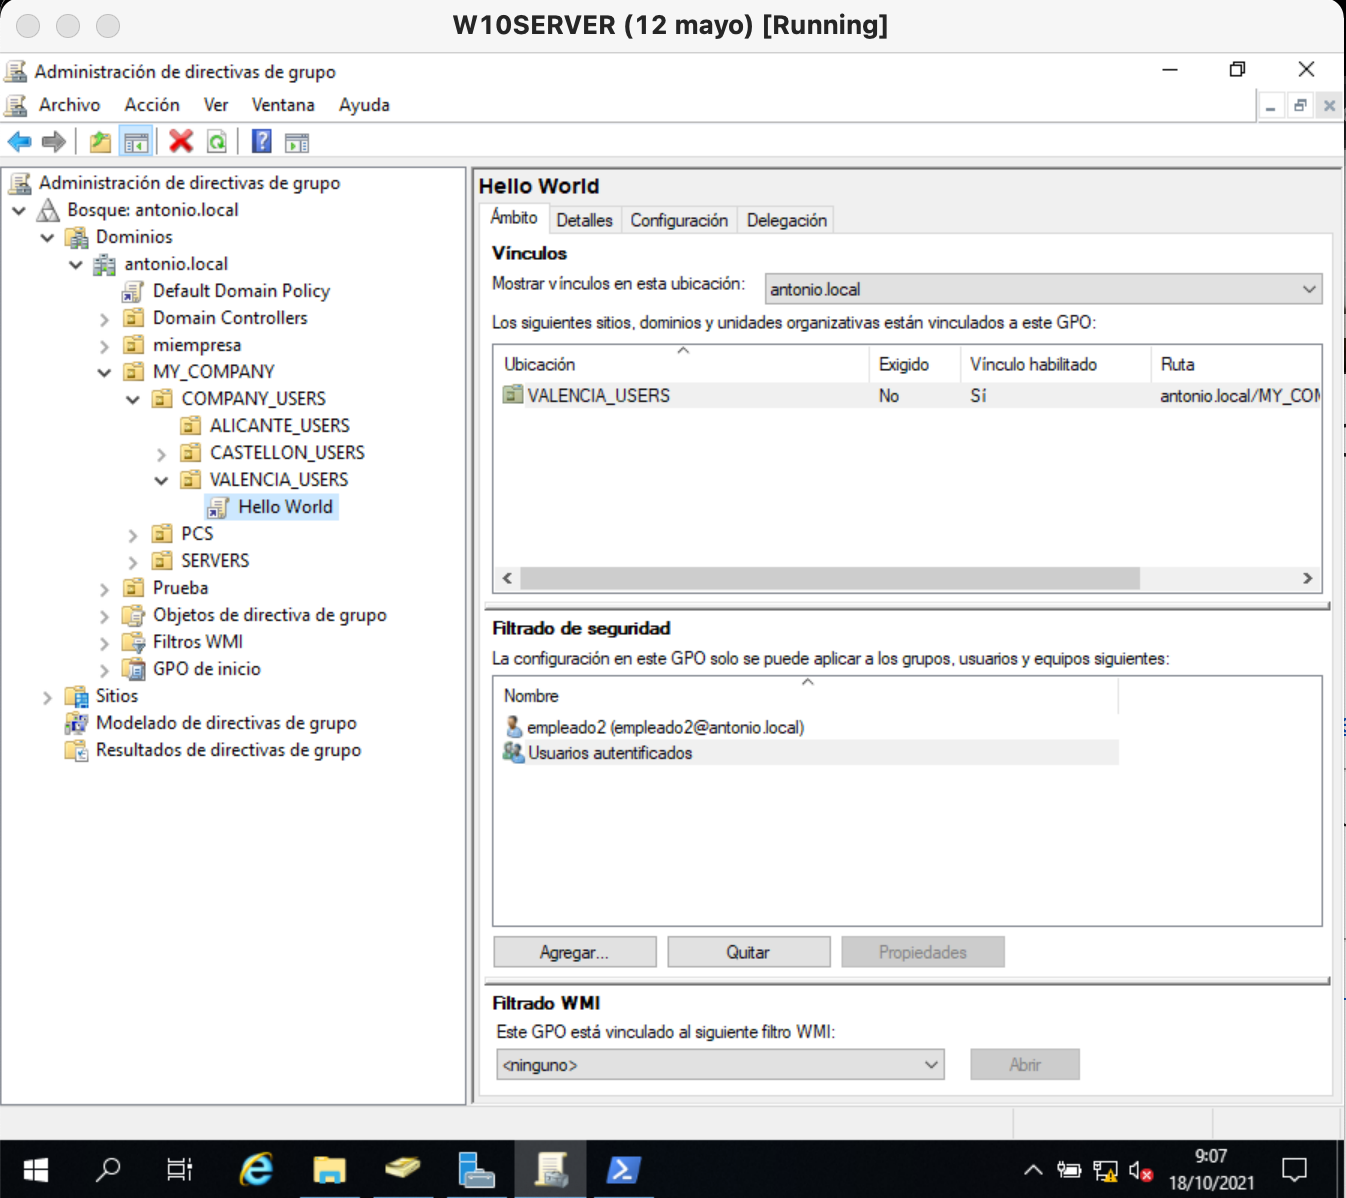 W10SERVER (12 mayo) [Running]
Administración de directivas de grupo
Archivo Acción Ver Ventana Ayuda
Administración de directivas de grupo
Bosque: antonio.local
Dominios
antonio.local
Default Domain Policy
Domain Controllers
miempresa
MY_COMPANY
COMPANY_USERS
ALICANTE_USERS
CASTELLON_USERS
VALENCIA_USERS
Hello World
PCS
SERVERS
Prueba
Objetos de directiva de grupo
Filtros WMI
GPO de inicio
Sitios
Modelado de directivas de grupo
Resultados de directivas de grupo
Hello World
Ámbito Detalles Configuración Delegación
Vínculos
Mostrar vínculos en esta ubicación: antonio.local
Los siguientes sitios, dominios y unidades organizativas están vinculados a este GPO:
Ubicación Exigido Vínculo habilitado Ruta
VALENCIA_USERS No Sí antonio.local/MY_COM
Filtrado de seguridad
La configuración en este GPO solo se puede aplicar a los grupos, usuarios y equipos siguientes:
Nombre
empleado2 (empleado2@antonio.local)
Usuarios autentificados
Agregar... Quitar Propiedades
Filtrado WMI
Este GPO está vinculado al siguiente filtro WMI:
<ninguno> Abrir
9:07
18/10/2021